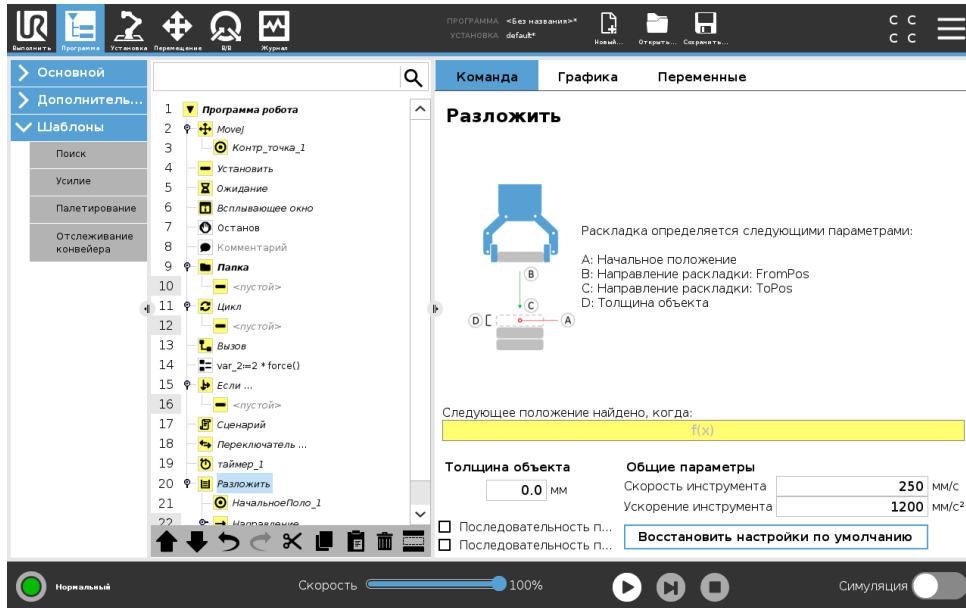 UR
ПРОГРАММА <Без названия>*
УСТАНОВКА default*
Выполнить Программа Установка Перемещение В/В Журнал
Новый... Открыть... Сохранить...
C C
C C
Основной
Дополнитель...
Шаблоны
Поиск
Усилие
Палетирование
Отслеживание
конвейера
1 Программа робота
2 MoveJ
3 Контр_точка_1
4 Установить
5 Ожидание
6 Всплывающее окно
7 Останов
8 Комментарий
9 Папка
10 <пустой>
11 Цикл
12 <пустой>
13 Вызов
14 var_2:=2 * force()
15 Если ...
16 <пустой>
17 Сценарий
18 Переключатель ...
19 таймер_1
20 Разложить
21 НачальноеПоло_1
22 Направление
Команда Графика Переменные
Разложить
B
C
D
A
Раскладка определяется следующими параметрами:
A: Начальное положение
B: Направление раскладки: FromPos
C: Направление раскладки: ToPos
D: Толщина объекта
Следующее положение найдено, когда:
f(x)
Толщина объекта
0.0 мм
Общие параметры
Скорость инструмента 250 мм/с
Ускорение инструмента 1200 мм/с²
Последовательность п...
Последовательность п...
Восстановить настройки по умолчанию
Нормальный
Скорость 100%
Симуляция